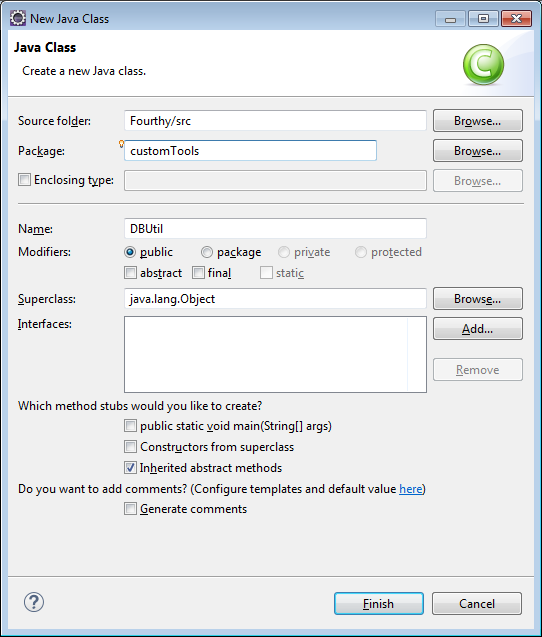 New Java Class
Java Class
Create a new Java class.
C
Source folder: Fourthy/src Browse...
Package: customTools Browse...
Enclosing type: Browse...
Name: DBUtil
Modifiers: public package private protected
abstract final static
Superclass: java.lang.Object Browse...
Interfaces: Add...
Remove
Which method stubs would you like to create?
public static void main(String[] args)
Constructors from superclass
Inherited abstract methods
Do you want to add comments? (Configure templates and default value here)
Generate comments
? Finish Cancel